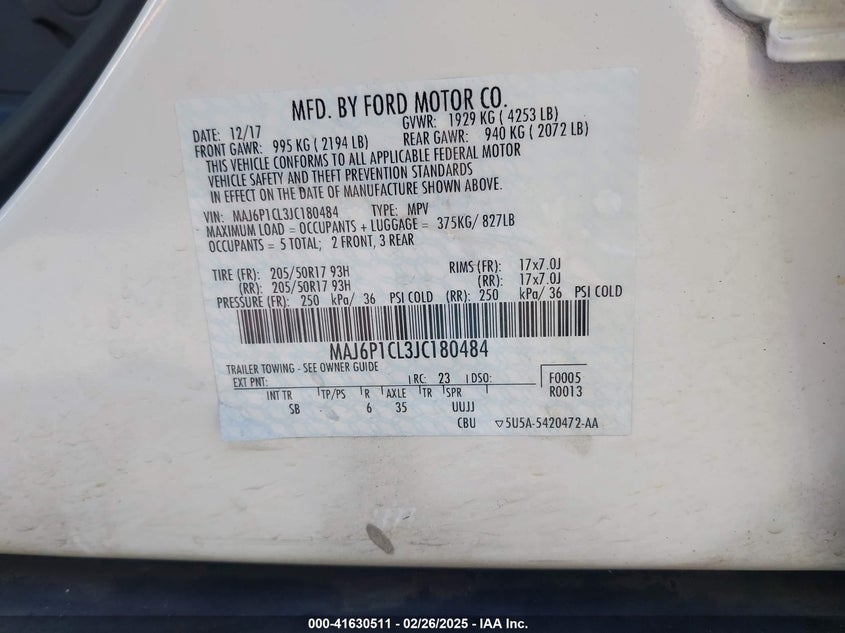 MFD. BY FORD MOTOR CO.
DATE: 12/17 GVWR: 1929 KG ( 4253 LB)
FRONT GAWR: 995 KG ( 2194 LB) REAR GAWR: 940 KG ( 2072 LB)
THIS VEHICLE CONFORMS TO ALL APPLICABLE FEDERAL MOTOR
VEHICLE SAFETY AND THEFT PREVENTION STANDARDS
IN EFFECT ON THE DATE OF MANUFACTURE SHOWN ABOVE.
VIN: MAJ6P1CL3JC180484 TYPE: MPV
MAXIMUM LOAD = OCCUPANTS + LUGGAGE = 375KG/ 827LB
OCCUPANTS = 5 TOTAL; 2 FRONT, 3 REAR
TIRE (FR): 205/50R17 93H RIMS (FR): 17x7.0J
(RR): 205/50R17 93H (RR): 17x7.0J
PRESSURE (FR): 250 kPa/ 36 PSI COLD (RR): 250 kPa/ 36 PSI COLD
MAJ6P1CL3JC180484
TRAILER TOWING - SEE OWNER GUIDE
EXT PNT: RC: 23 DSO: F0005
R0013
INT TR TP/PS R AXLE TR SPR
SB 6 35 UUJJ
CBU 5U5A-5420472-AA
000-41630511 - 02/26/2025 - IAA Inc.